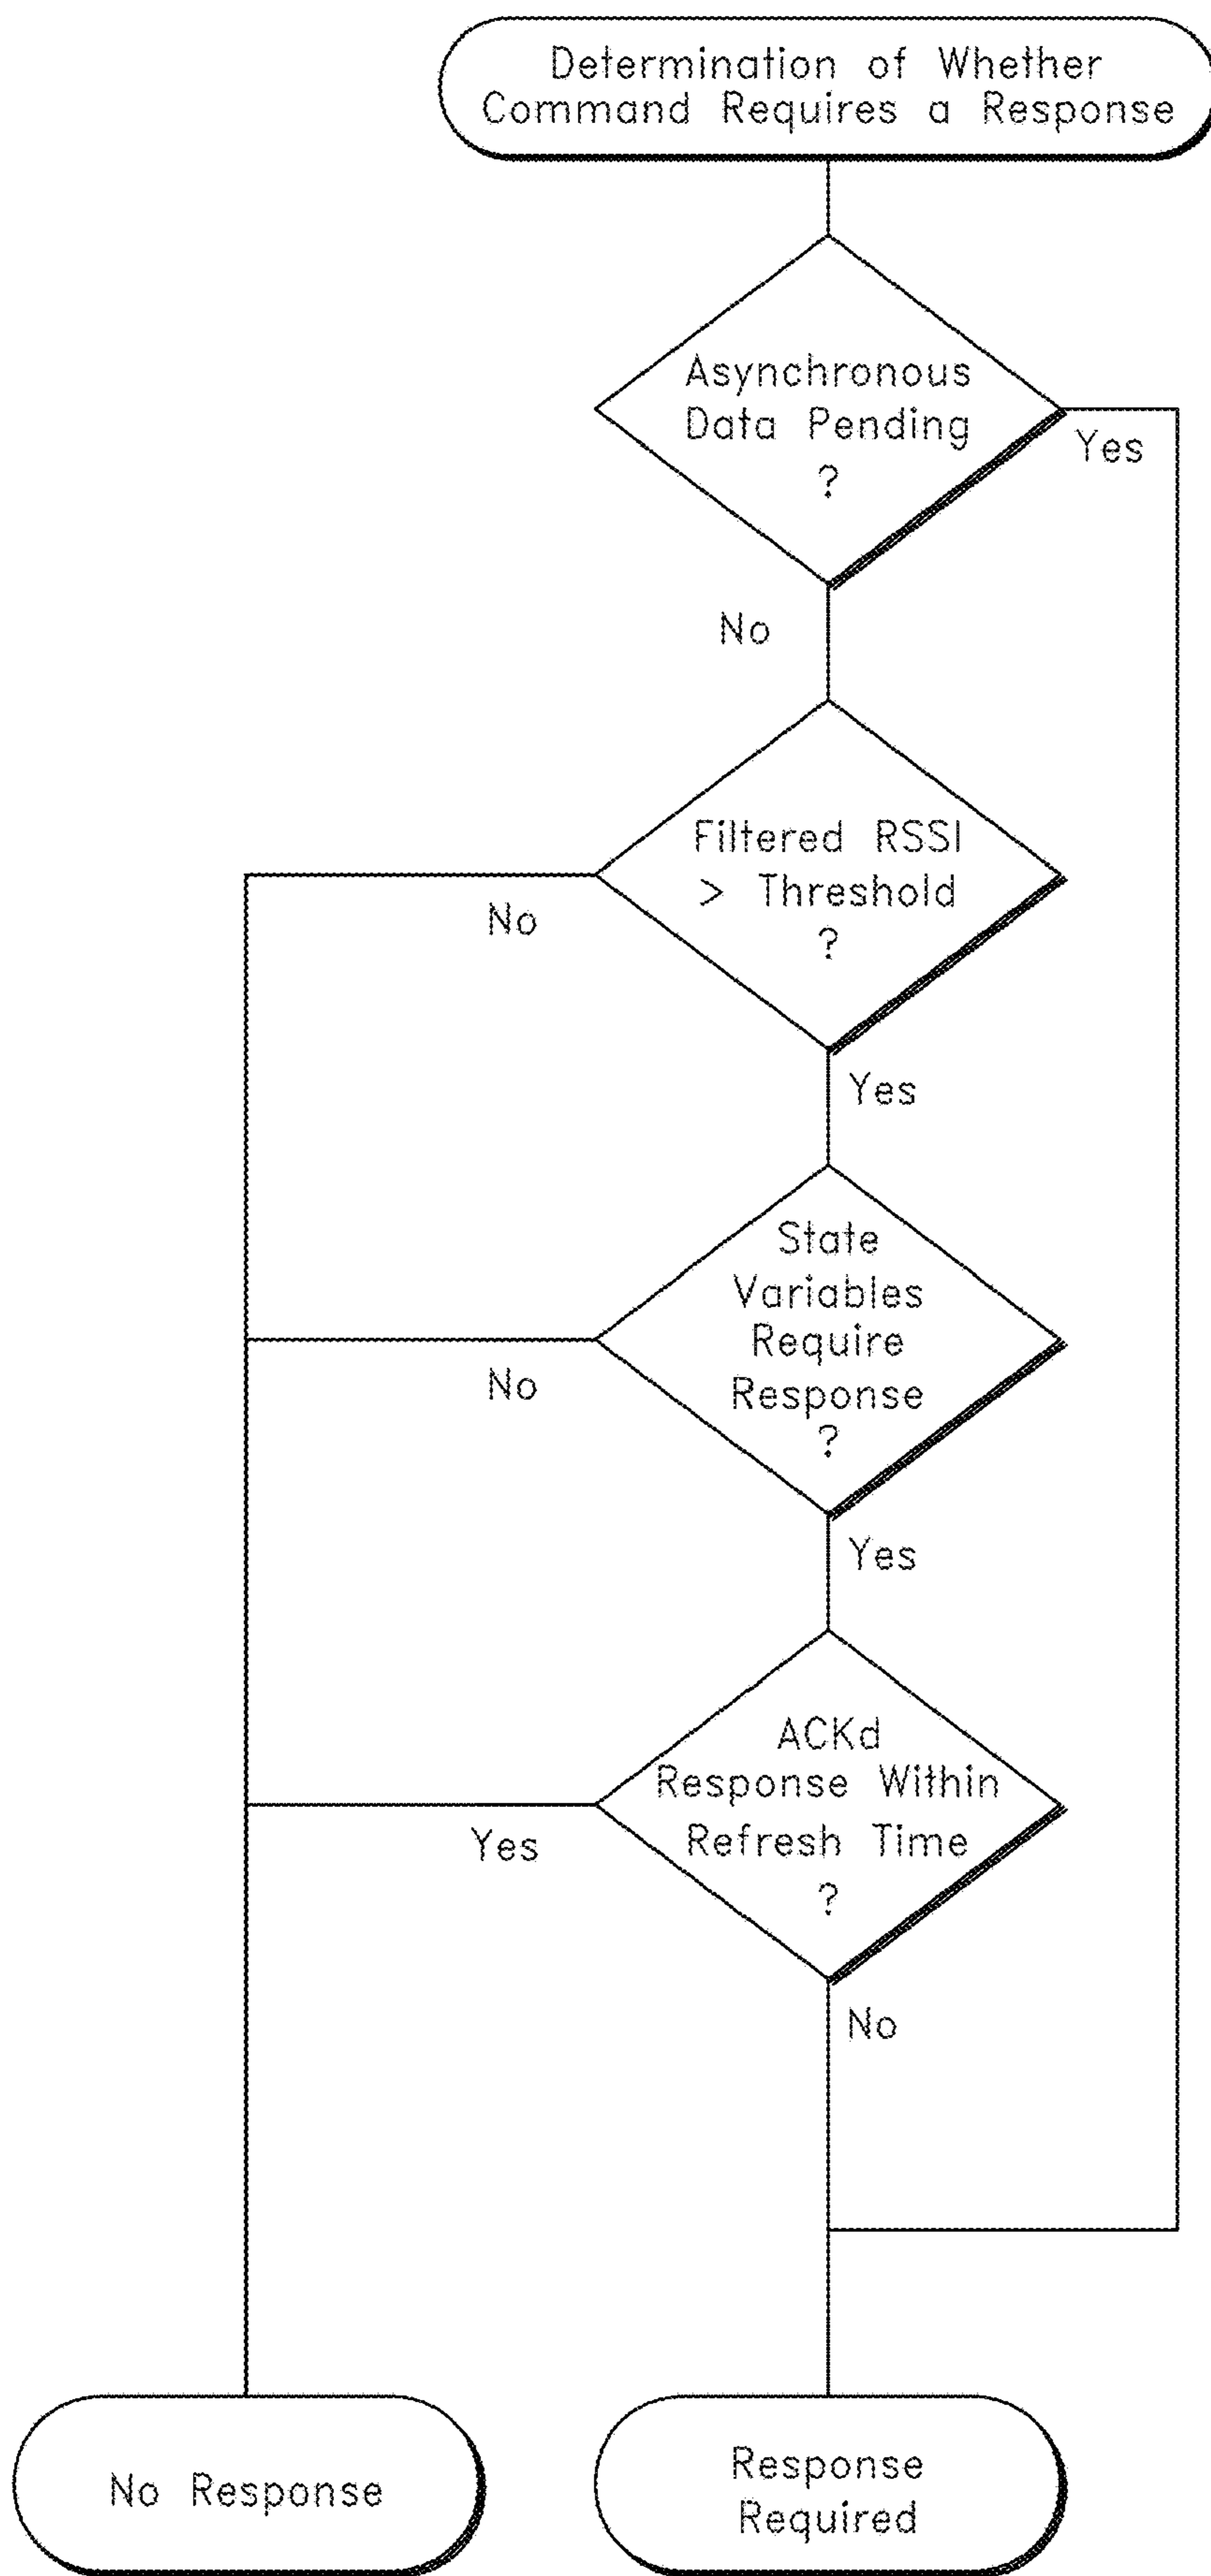 Determination of Whether
Command Requires a Response
Asynchronous
Data Pending
?
Yes
No
Filtered RSSI
> Threshold
?
No
Yes
State
Variables
Require
Response
?
No
Yes
ACKd
Response Within
Refresh Time
?
Yes
No
No Response
Response
Required